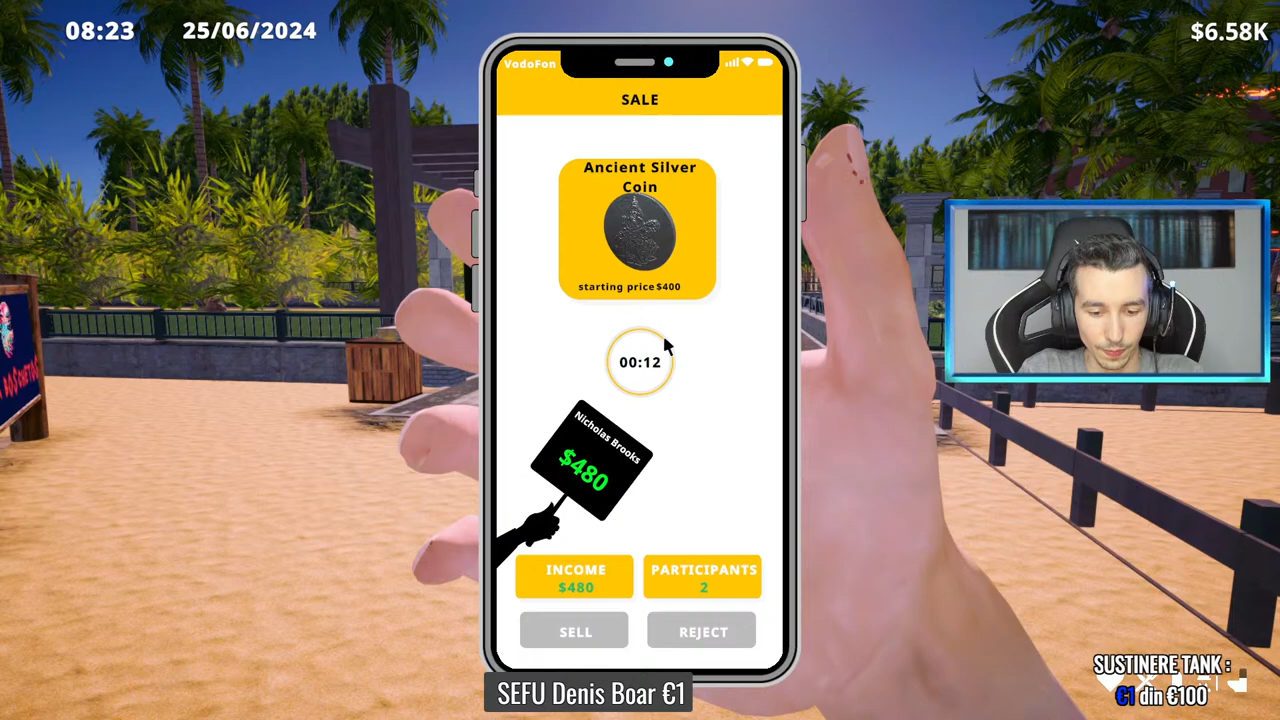 08:23
25/06/2024
$6.58K
VodoFon
SALE
Ancient Silver
Coin
starting price $400
00:12
Nicholas Brooks
$480
INCOME
$480
PARTICIPANTS
2
SELL
REJECT
SEFU Denis Boar €1
SUSTINERE TANK :
€1 din €100